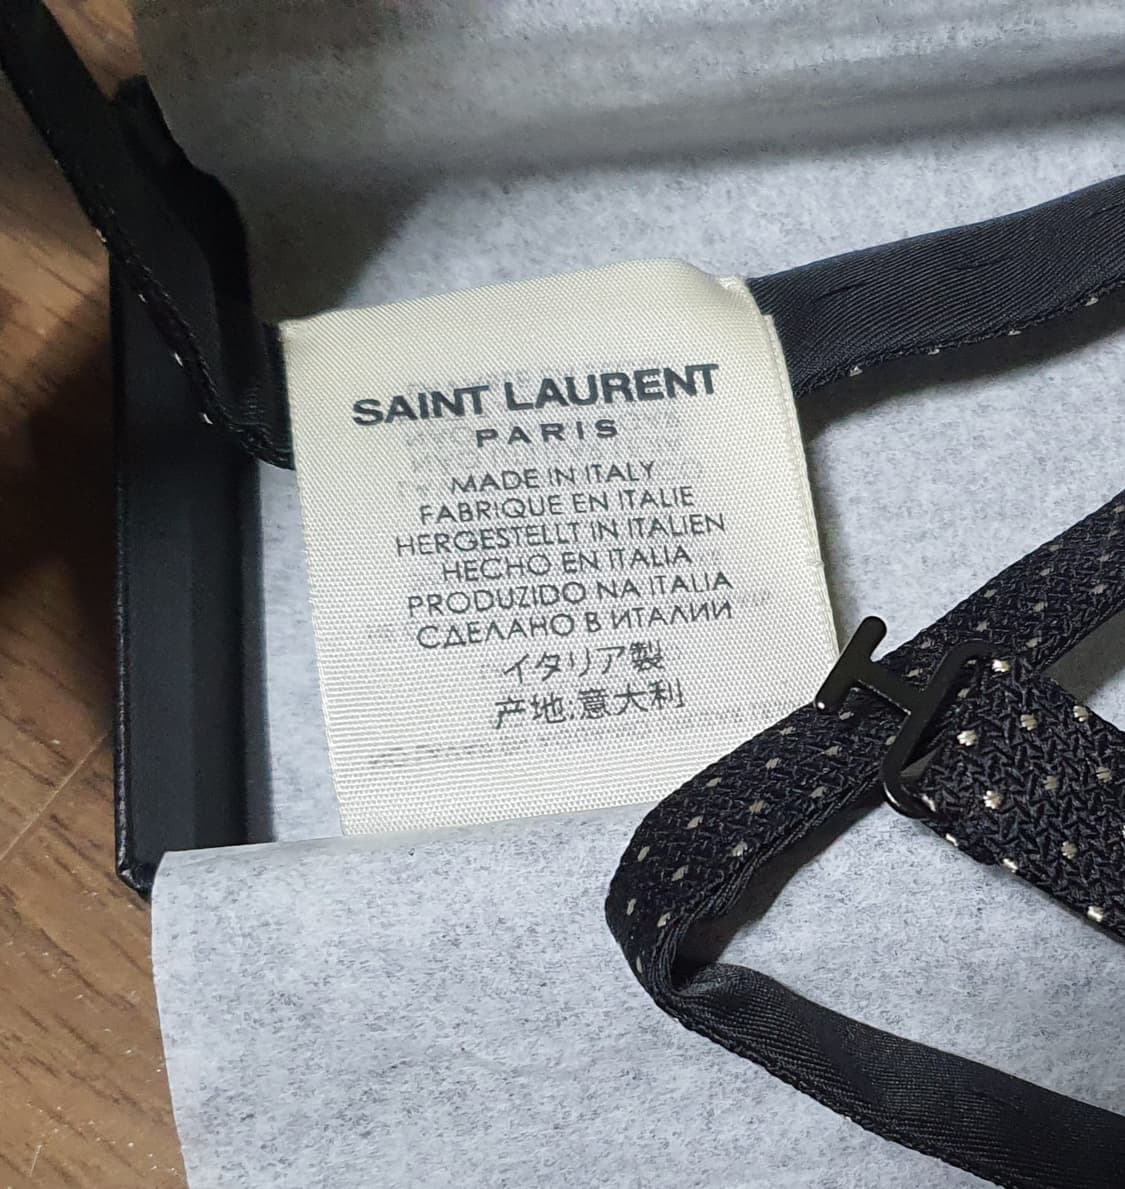 SAINT LAURENT
PARIS
MADE IN ITALY
FABRIQUE EN ITALIE
HERGESTELLT IN ITALIEN
HECHO EN ITALIA
PRODUZIDO NA ITALIA
СДЕЛАНО В ИТАЛИИ
イタリア製
产地:意大利